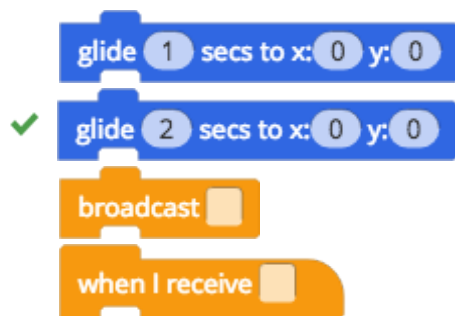 glide 1 secs to x: 0 y: 0
glide 2 secs to x: 0 y: 0
broadcast
when I receive